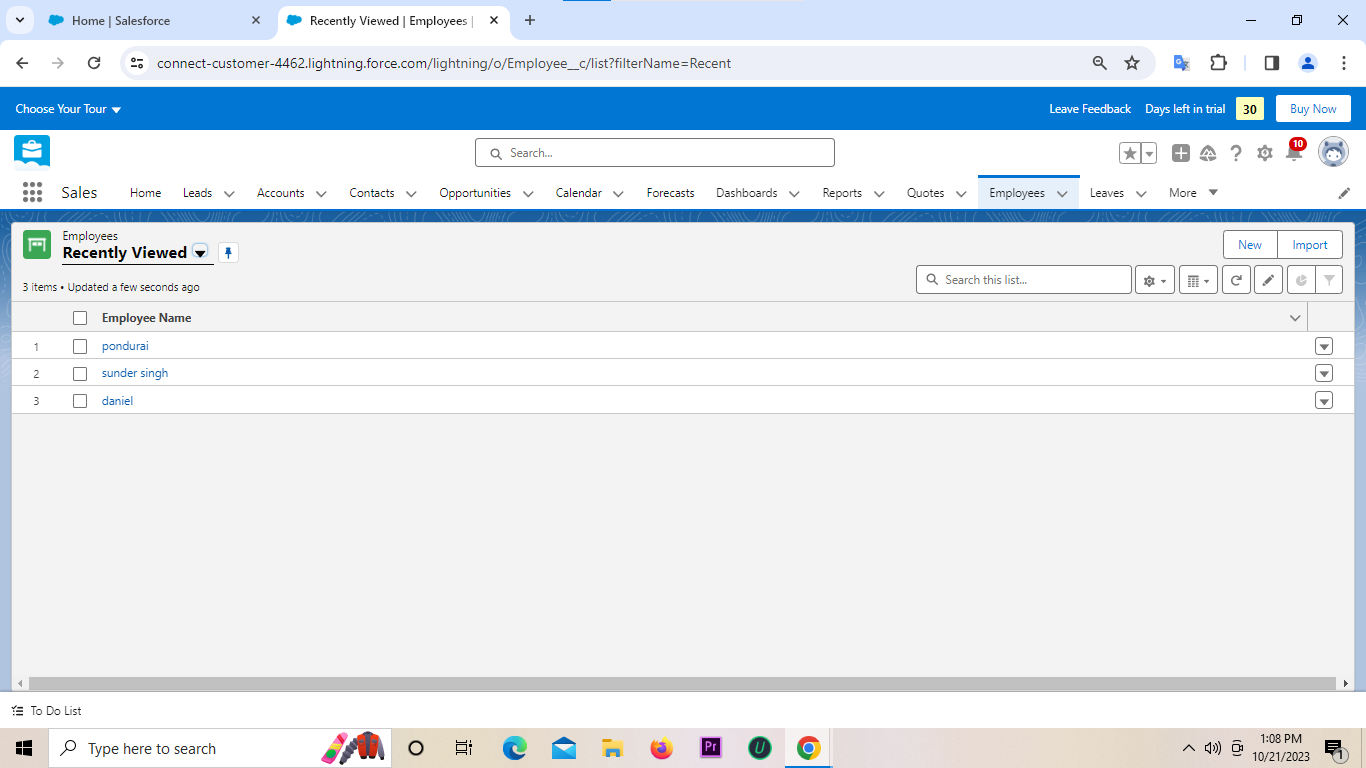 Home | Salesforce
Recently Viewed | Employees |
connect-customer-4462.lightning.force.com/lightning/o/Employee__c/list?filterName=Recent
Choose Your Tour
Leave Feedback
Days left in trial
30
Buy Now
Search...
10
Sales
Home
Leads
Accounts
Contacts
Opportunities
Calendar
Forecasts
Dashboards
Reports
Quotes
Employees
Leaves
More
Employees
Recently Viewed
New
Import
3 items • Updated a few seconds ago
Search this list...
Employee Name
1 pondurai
2 sunder singh
3 daniel
To Do List
Type here to search
Pr
U
1:08 PM
10/21/2023
1